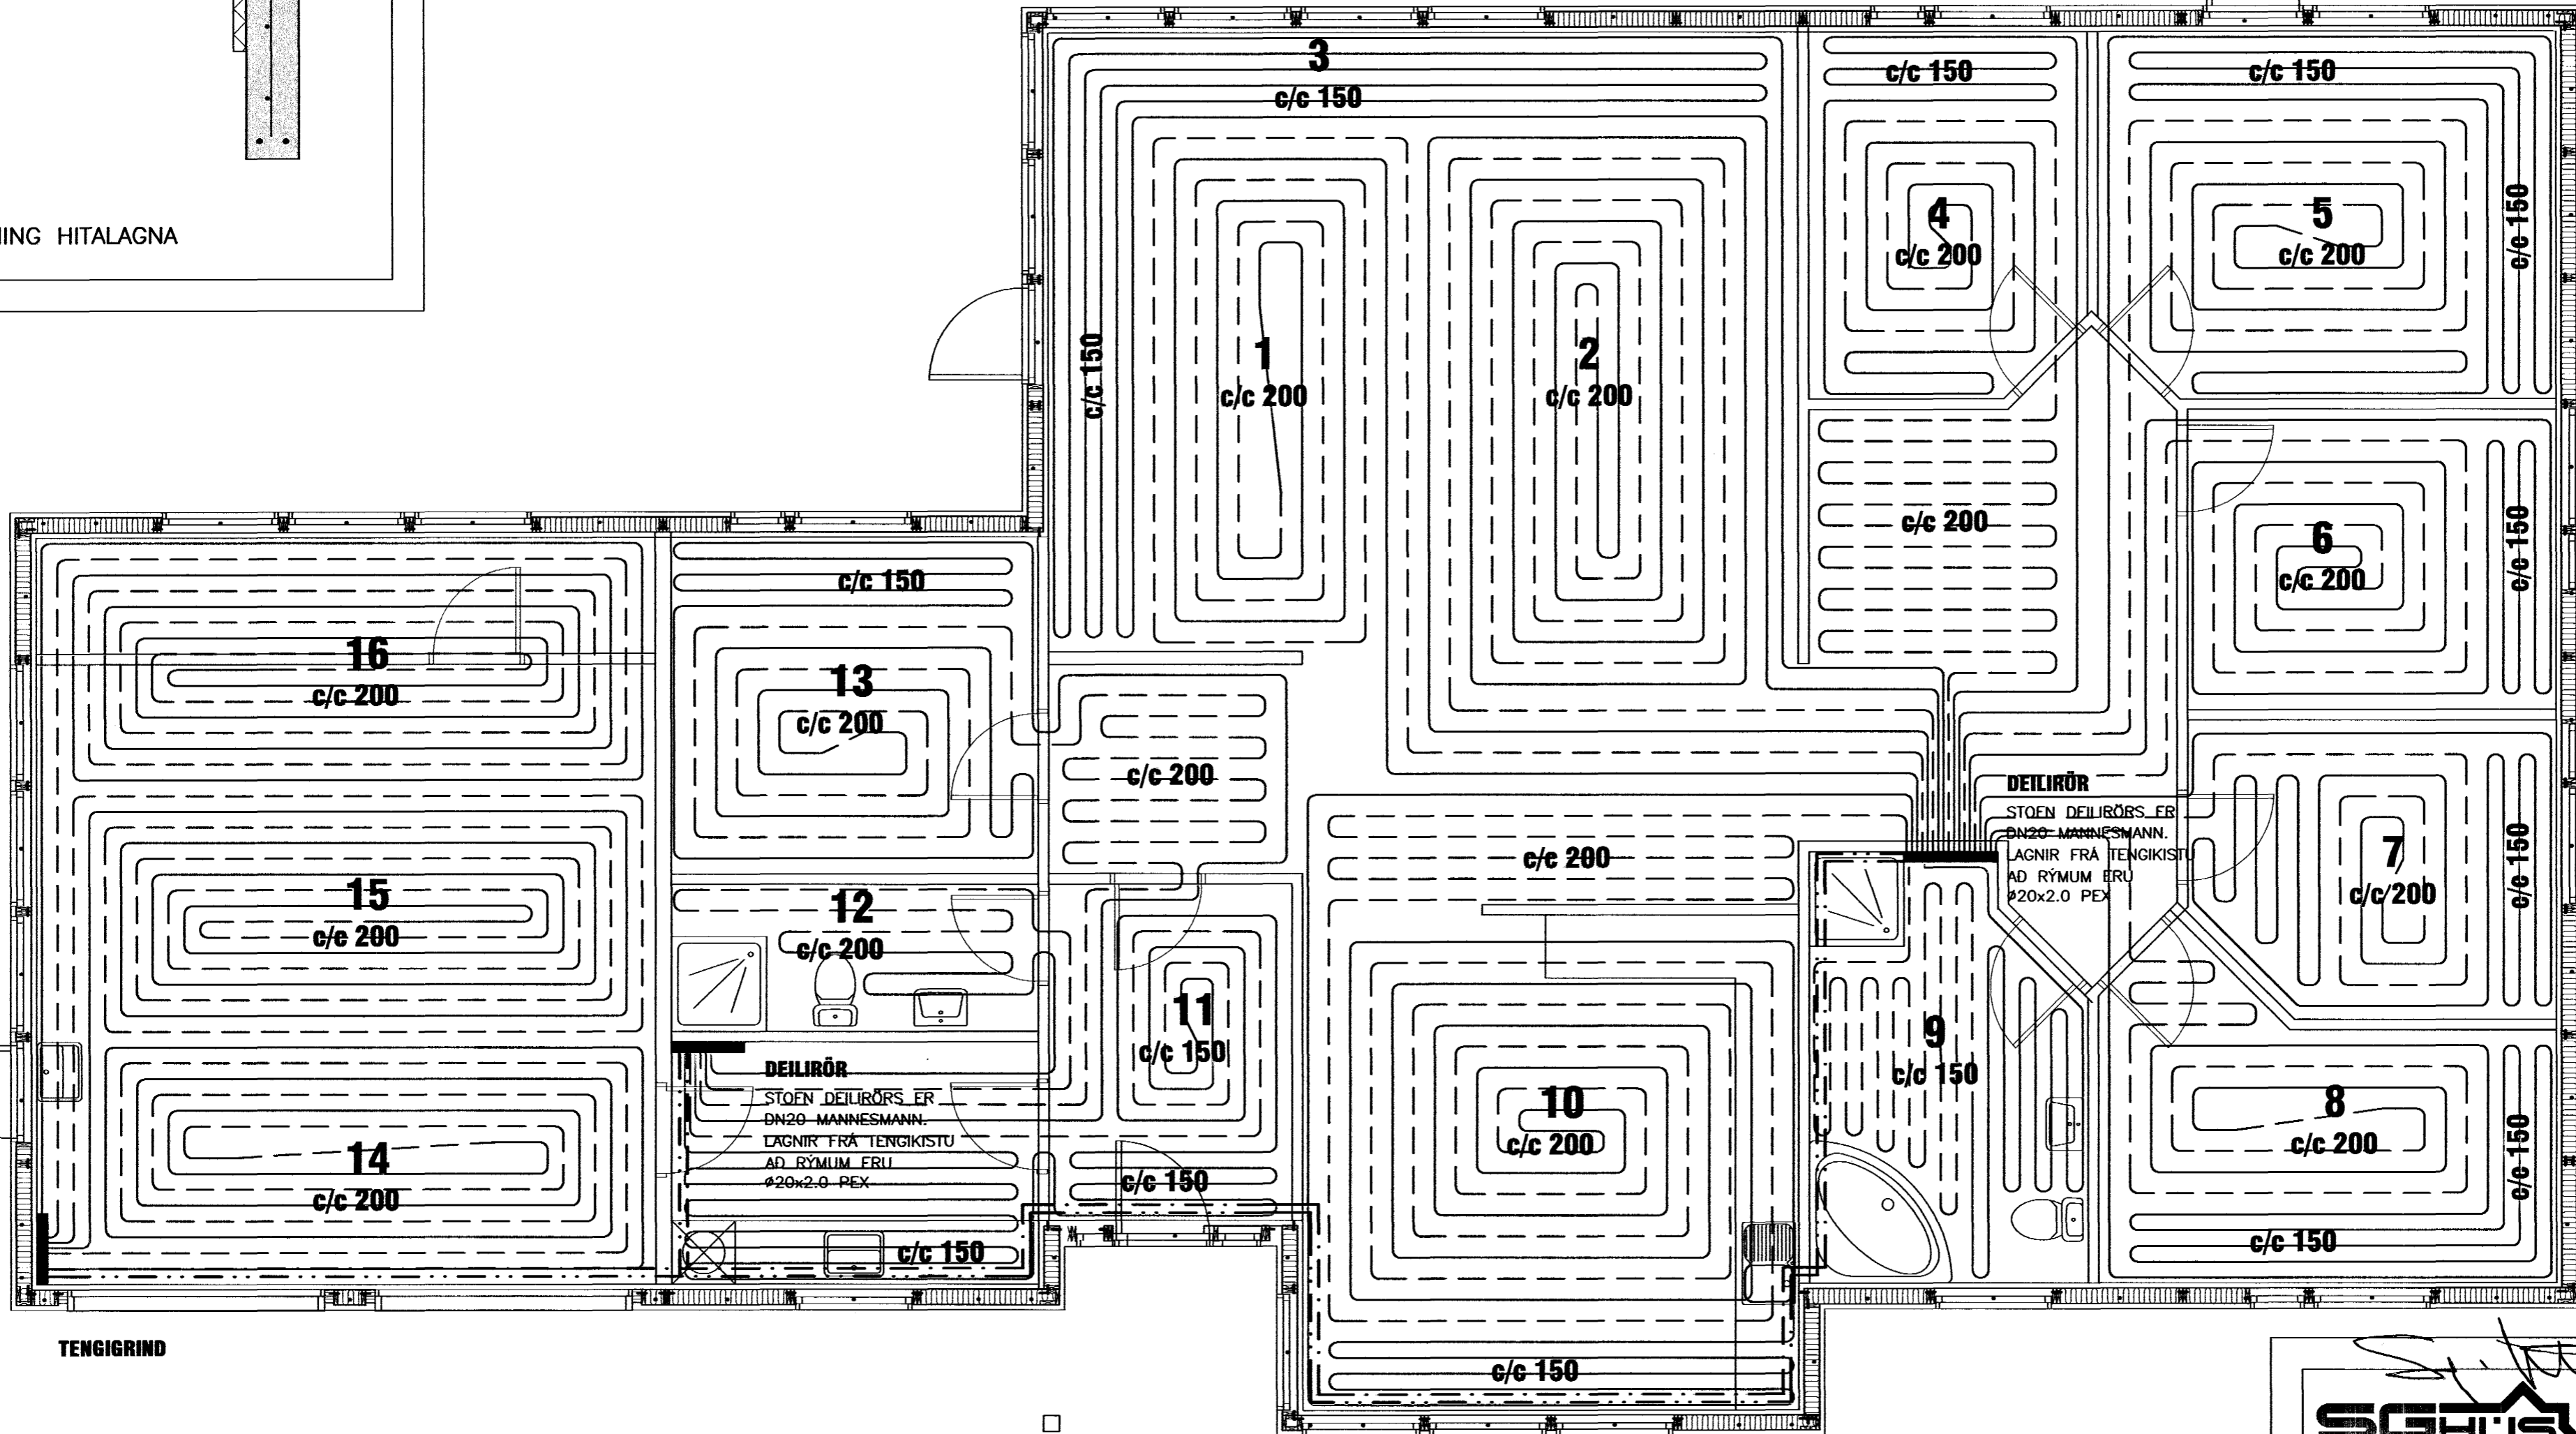 NING HITALAGNA
3
c/c 150
c/c 150
c/c 150
c/c 150
4
c/c 200
5
c/c 200
c/c 150
1
c/c 200
2
c/c 200
c/c 200
6
c/c 200
c/c 150
16
c/c 200
c/c 150
13
c/c 200
c/c 200
c/c 200
DEILIRÖR
STOFN DEILIRÖRS ER
DN20 MANNESMANN.
LAGNIR FRÁ TENGIKISTU
AD RÝMUM ERU
ø20x2.0 PEX
7
c/c 200
c/c 150
15
c/c 200
12
c/c 200
11
c/c 150
9
c/c 150
DEILIRÖR
STOFN DEILIRÖRS ER
DN20 MANNESMANN.
LAGNIR FRÁ TENGIKISTU
AD RÝMUM ERU
ø20x2.0 PEX
10
c/c 200
8
c/c 200
c/c 150
14
c/c 200
c/c 150
c/c 150
c/c 150
c/c 150
TENGIGRIND
SG HÚS